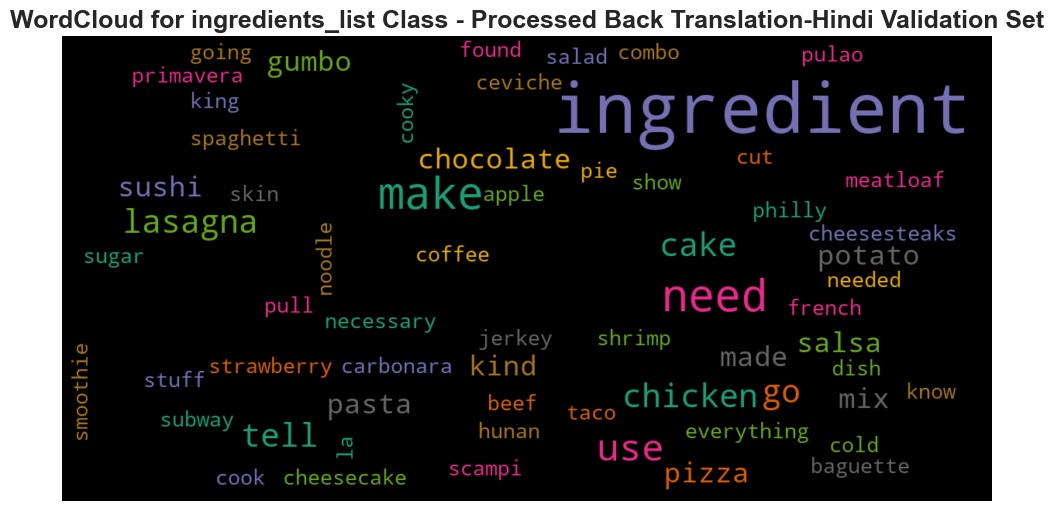 WordCloud for ingredients_list Class - Processed Back Translation-Hindi Validation Set
going
gumbo
found
salad
combo
pulao
primavera
ceviche
king
cooky
ingredient
spaghetti
chocolate
pie
cut
sushi
skin
make
apple
show
meatloaf
lasagna
philly
sugar
noodle
coffee
cake
cheesesteaks
potato
needed
pull
need
french
necessary
jerkey
shrimp
salsa
smoothie
stuff
strawberry
carbonara
kind
made
dish
pasta
beef
taco
chicken
go
mix
know
subway
tell
la
hunan
use
everything
cold
cook
cheesecake
scampi
pizza
baguette